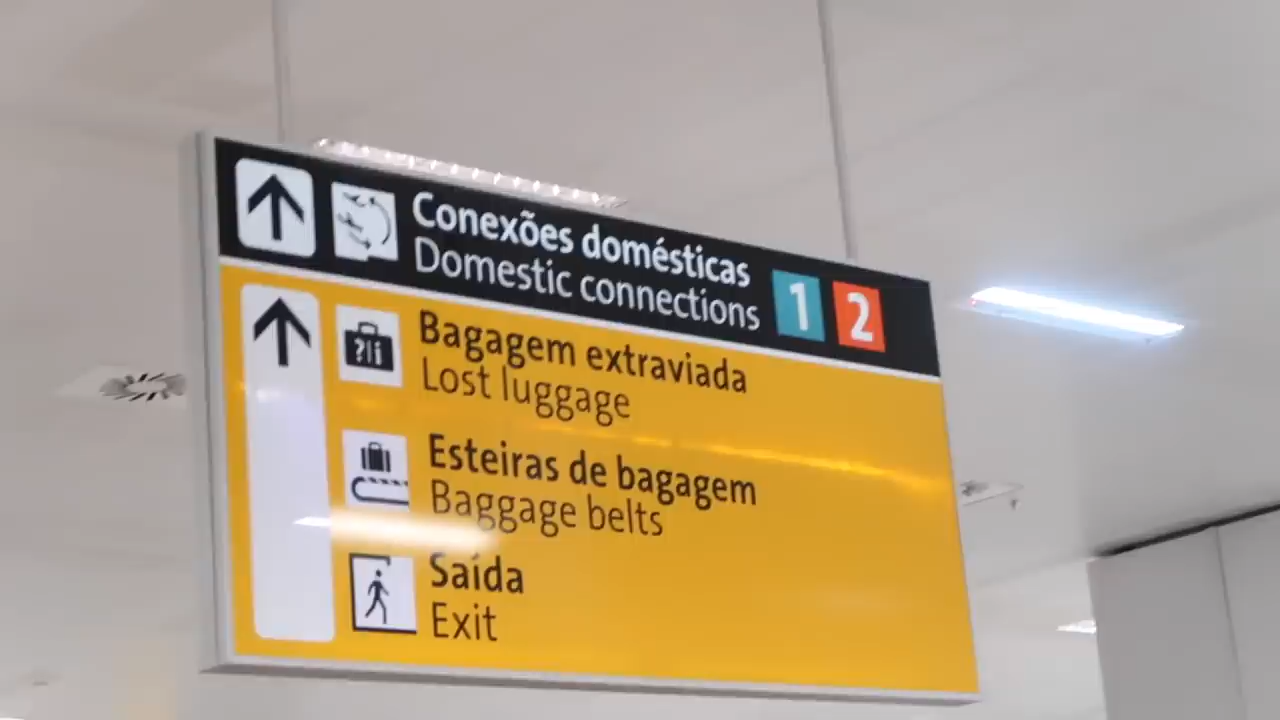 Conexões domésticas
Domestic connections 1 2
Bagagem extraviada
Lost luggage
Esteiras de bagagem
Baggage belts
Saída
Exit